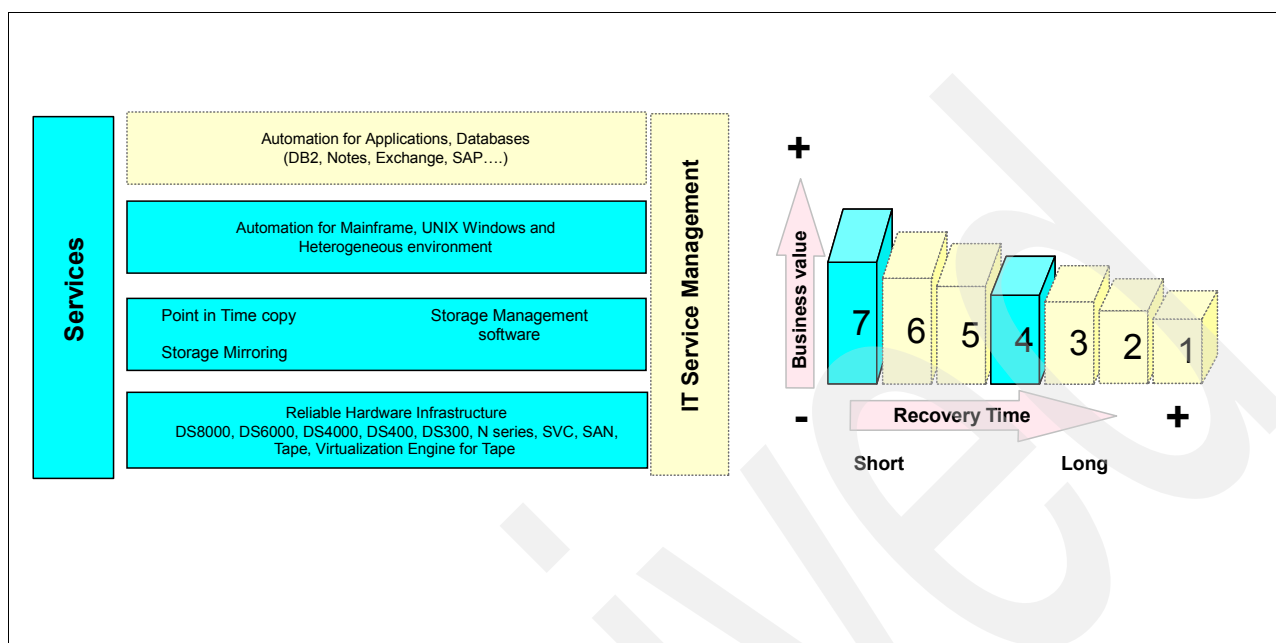 Services
Automation for Applications, Databases
(DB2, Notes, Exchange, SAP….)
Automation for Mainframe, UNIX Windows and
Heterogeneous environment
Point in Time copy
Storage Management
software
Storage Mirroring
Reliable Hardware Infrastructure
DS8000, DS6000, DS4000, DS400, DS300, N series, SVC, SAN,
Tape, Virtualization Engine for Tape
IT Service Management
+
Business value
7 6 5 4 3 2 1
- Recovery Time +
Short Long